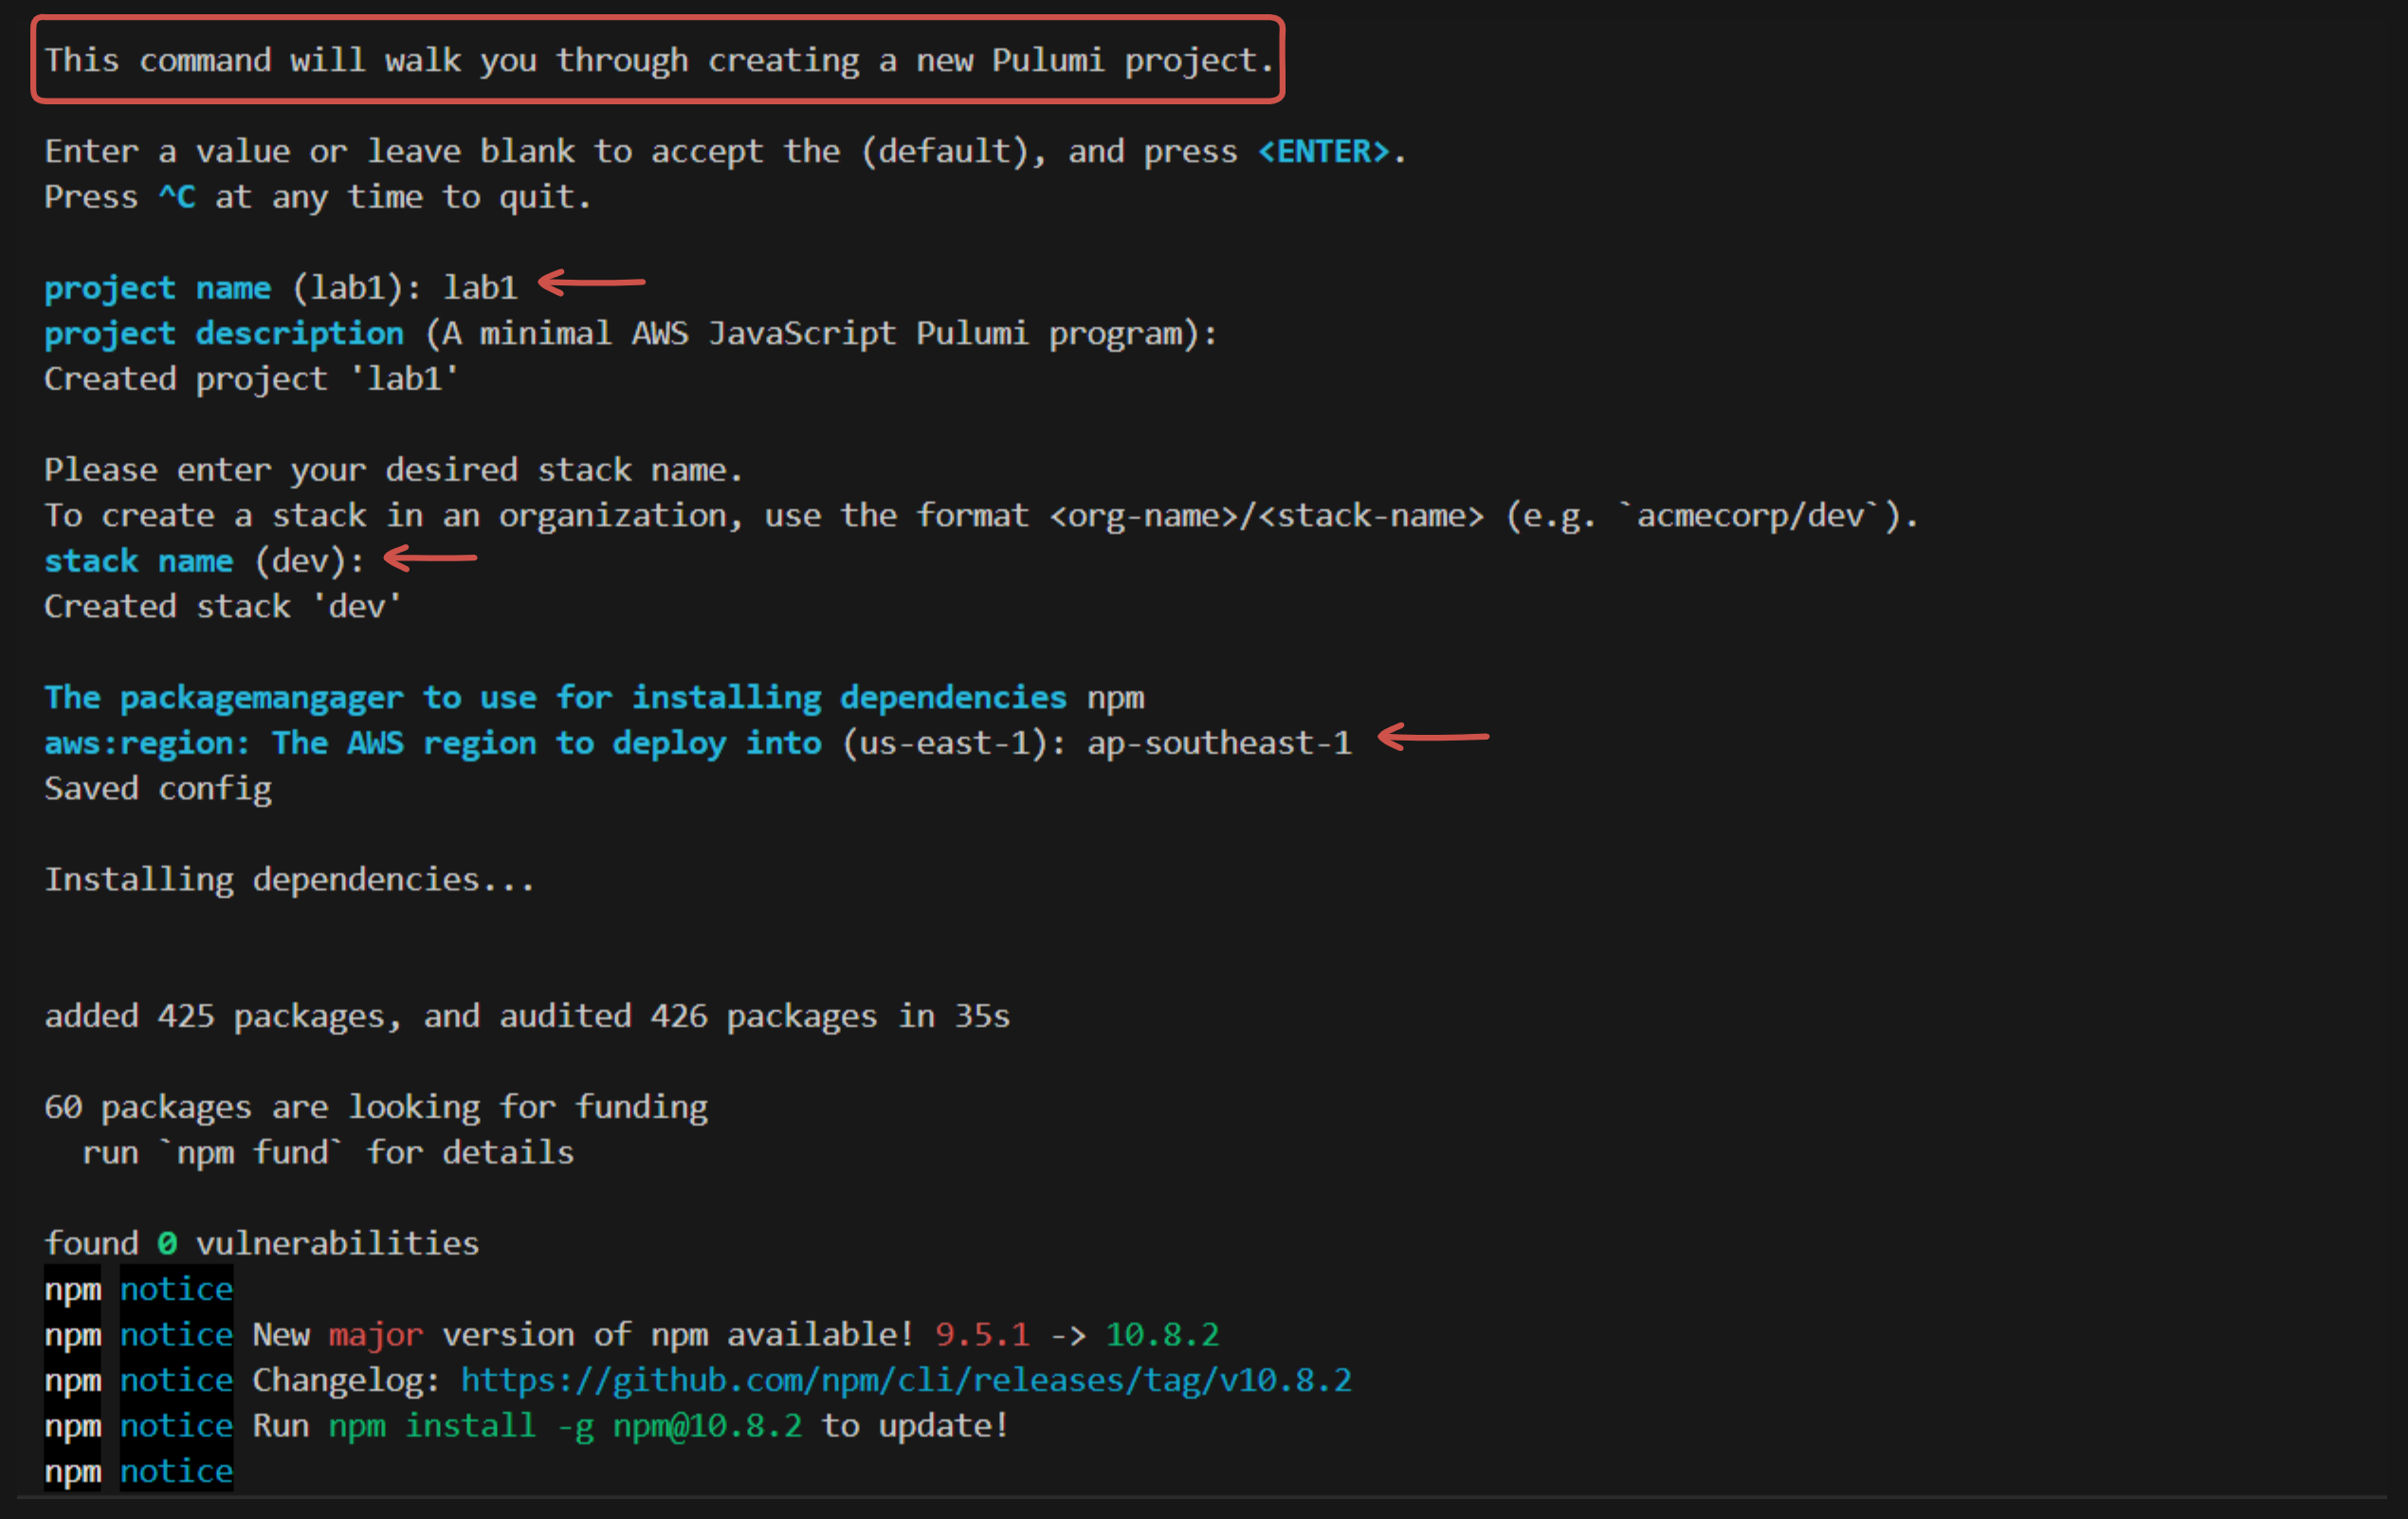 This command will walk you through creating a new Pulumi project.
Enter a value or leave blank to accept the (default), and press <ENTER>.
Press ^C at any time to quit.
project name (lab1): lab1
project description (A minimal AWS JavaScript Pulumi program):
Created project 'lab1'
Please enter your desired stack name.
To create a stack in an organization, use the format <org-name>/<stack-name> (e.g. `acmecorp/dev`).
stack name (dev):
Created stack 'dev'
The packagemangager to use for installing dependencies npm
aws:region: The AWS region to deploy into (us-east-1): ap-southeast-1
Saved config
Installing dependencies...
added 425 packages, and audited 426 packages in 35s
60 packages are looking for funding
  run `npm fund` for details
found 0 vulnerabilities
npm notice
npm notice New major version of npm available! 9.5.1 -> 10.8.2
npm notice Changelog: https://github.com/npm/cli/releases/tag/v10.8.2
npm notice Run npm install -g npm@10.8.2 to update!
npm notice